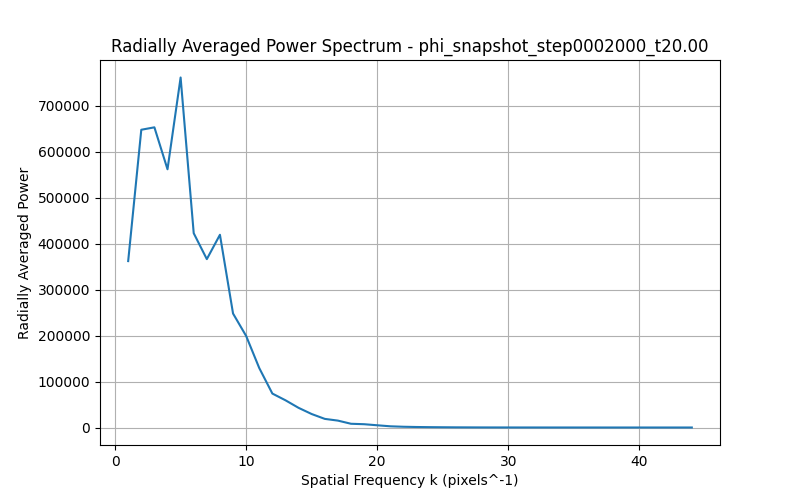 Radially Averaged Power Spectrum - phi_snapshot_step0002000_t20.00
Radially Averaged Power
700000
600000
500000
400000
300000
200000
100000
0
0 10 20 30 40
Spatial Frequency k (pixels^-1)